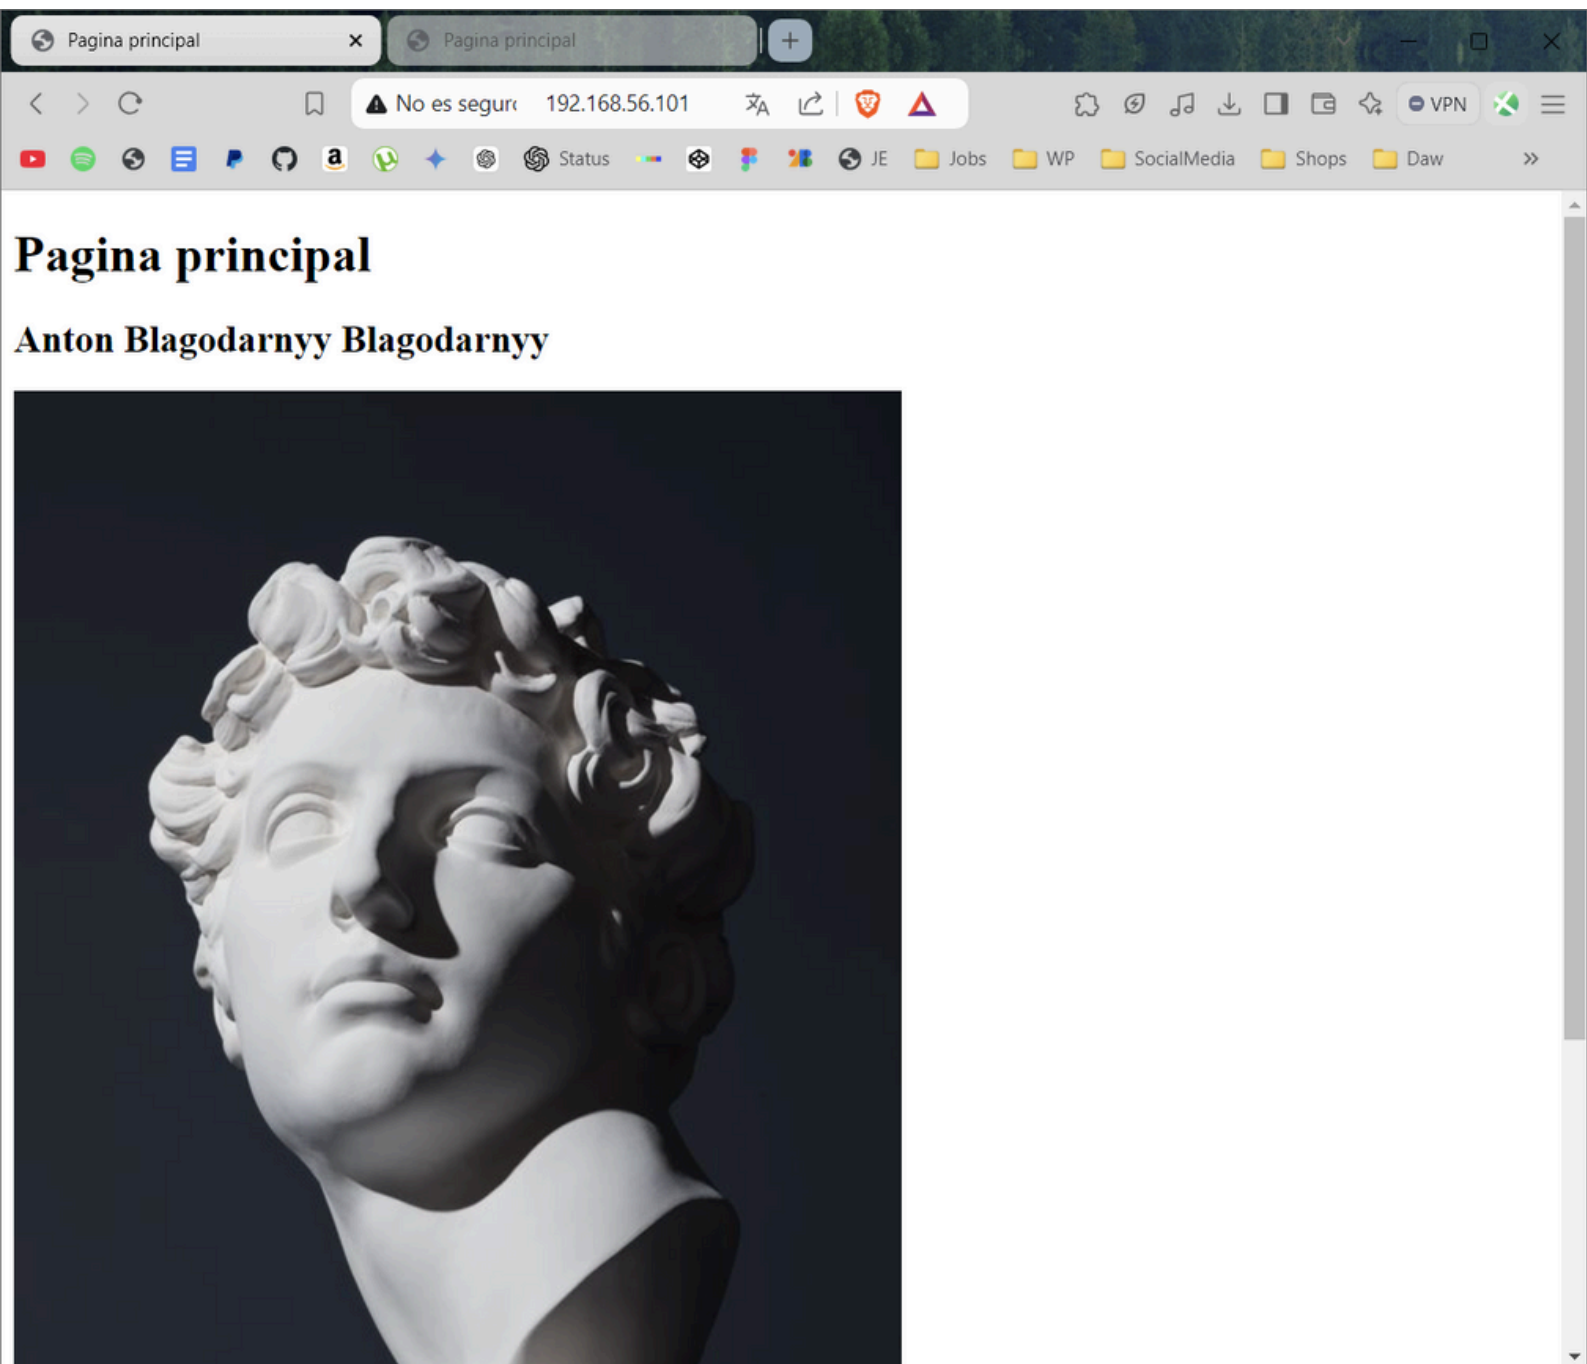 Pagina principal
Pagina principal
No es seguro 192.168.56.101
VPN
a
Status
JE
Jobs
WP
SocialMedia
Shops
Daw
Pagina principal
Anton Blagodarnyy Blagodarnyy